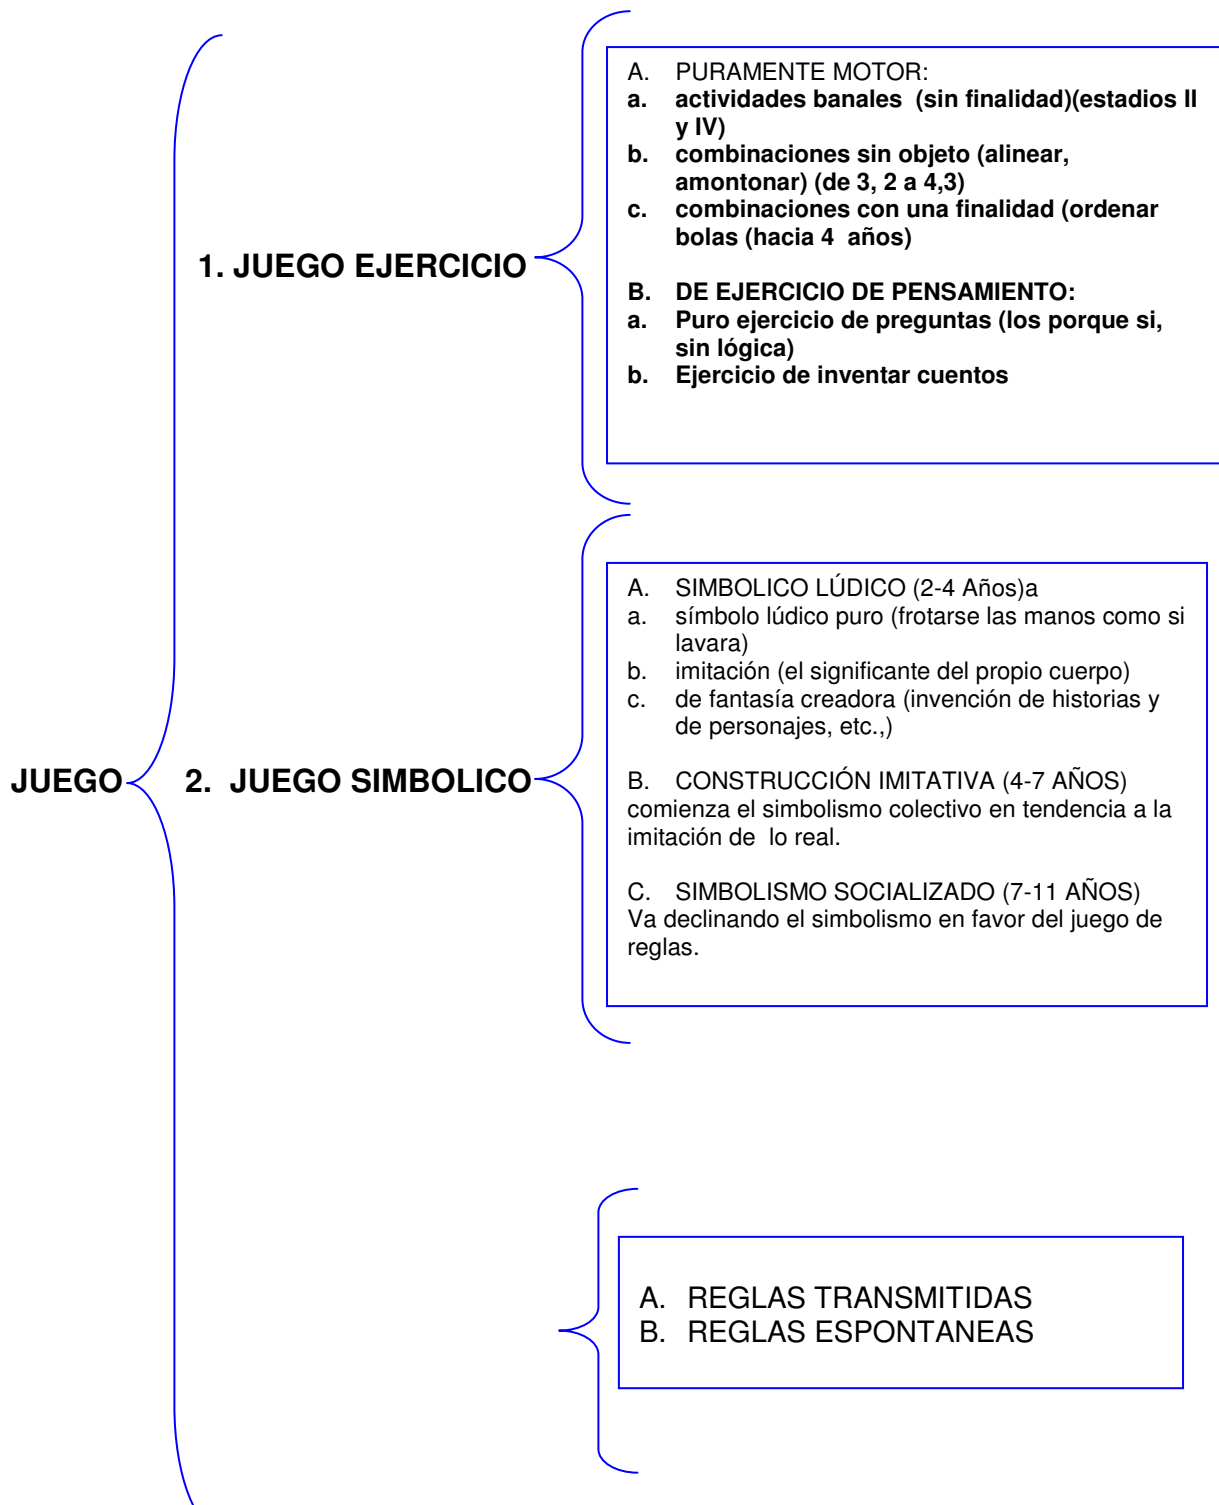 A. PURAMENTE MOTOR:
a. actividades banales (sin finalidad)(estadios II
y IV)
b. combinaciones sin objeto (alinear,
amontonar) (de 3, 2 a 4,3)
c. combinaciones con una finalidad (ordenar
bolas (hacia 4 años)
1. JUEGO EJERCICIO
B. DE EJERCICIO DE PENSAMIENTO:
a. Puro ejercicio de preguntas (los porque si,
sin lógica)
b. Ejercicio de inventar cuentos
A. SIMBOLICO LÚDICO (2-4 Años)a
a. símbolo lúdico puro (frotarse las manos como si
lavara)
b. imitación (el significante del propio cuerpo)
c. de fantasía creadora (invención de historias y
de personajes, etc.,)
JUEGO
2. JUEGO SIMBOLICO
B. CONSTRUCCIÓN IMITATIVA (4-7 AÑOS)
comienza el simbolismo colectivo en tendencia a la
imitación de lo real.
C. SIMBOLISMO SOCIALIZADO (7-11 AÑOS)
Va declinando el simbolismo en favor del juego de
reglas.
A. REGLAS TRANSMITIDAS
B. REGLAS ESPONTANEAS